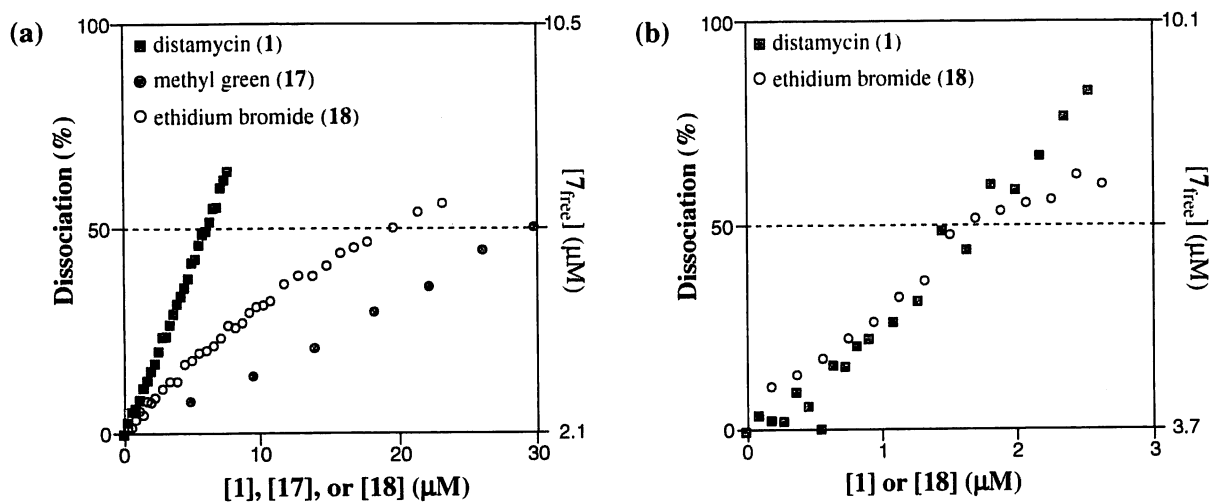 (a)
100
10.5
distamycin (1)
methyl green (17)
ethidium bromide (18)
Dissociation (%)
50
[7free] (μM)
0
2.1
0
10
20
30
[1], [17], or [18] (μM)
(b)
100
10.1
distamycin (1)
ethidium bromide (18)
Dissociation (%)
50
[7free] (μM)
0
3.7
0
1
2
3
[1] or [18] (μM)